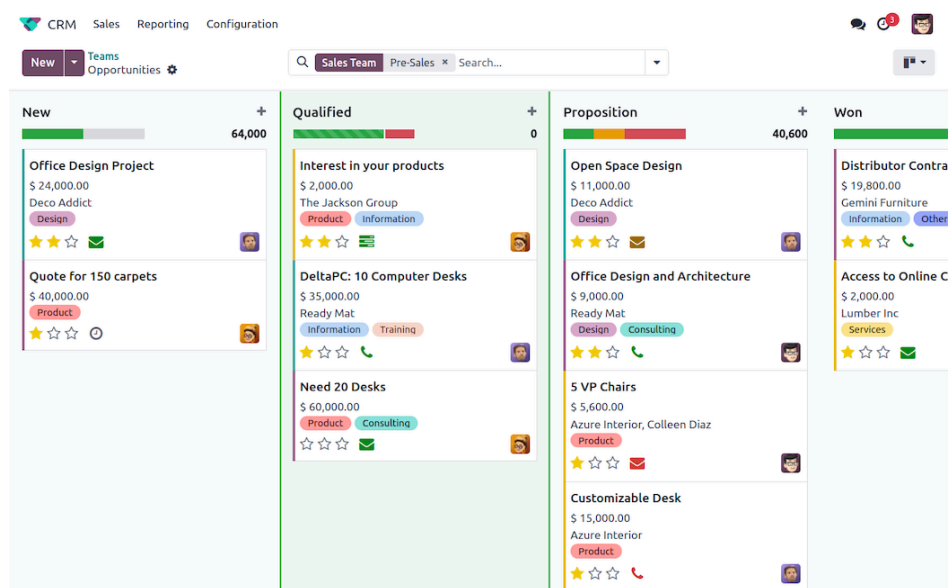 CRM Sales Reporting Configuration
3
New
Teams
Opportunities
Sales Team Pre-Sales × Search...
New +
64,000
Office Design Project
$ 24,000.00
Deco Addict
Design
Quote for 150 carpets
$ 40,000.00
Product
Qualified +
0
Interest in your products
$ 2,000.00
The Jackson Group
Product Information
DeltaPC: 10 Computer Desks
$ 35,000.00
Ready Mat
Information Training
Need 20 Desks
$ 60,000.00
Product Consulting
Proposition +
40,600
Open Space Design
$ 11,000.00
Deco Addict
Design
Office Design and Architecture
$ 9,000.00
Ready Mat
Design Consulting
5 VP Chairs
$ 5,600.00
Azure Interior, Colleen Diaz
Product
Customizable Desk
$ 15,000.00
Azure Interior
Product
Won
Distributor Contra
$ 19,800.00
Gemini Furniture
Information Other
Access to Online C
$ 2,000.00
Lumber Inc
Services